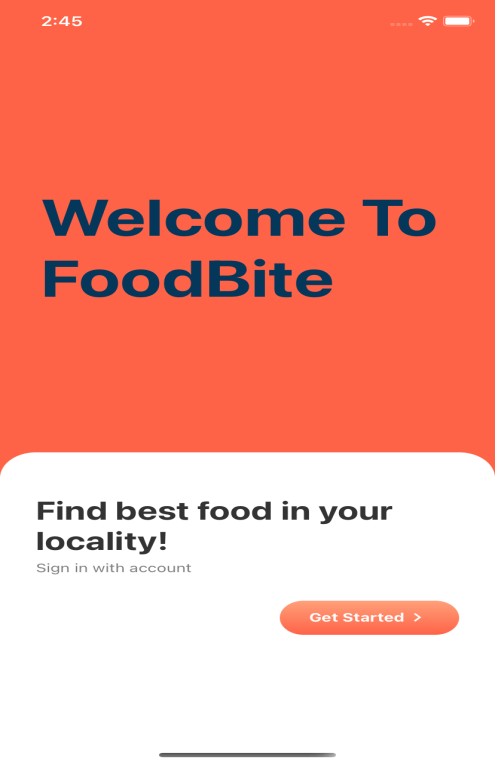 2:45
Welcome To
FoodBite
Find best food in your
locality!
Sign in with account
Get Started >